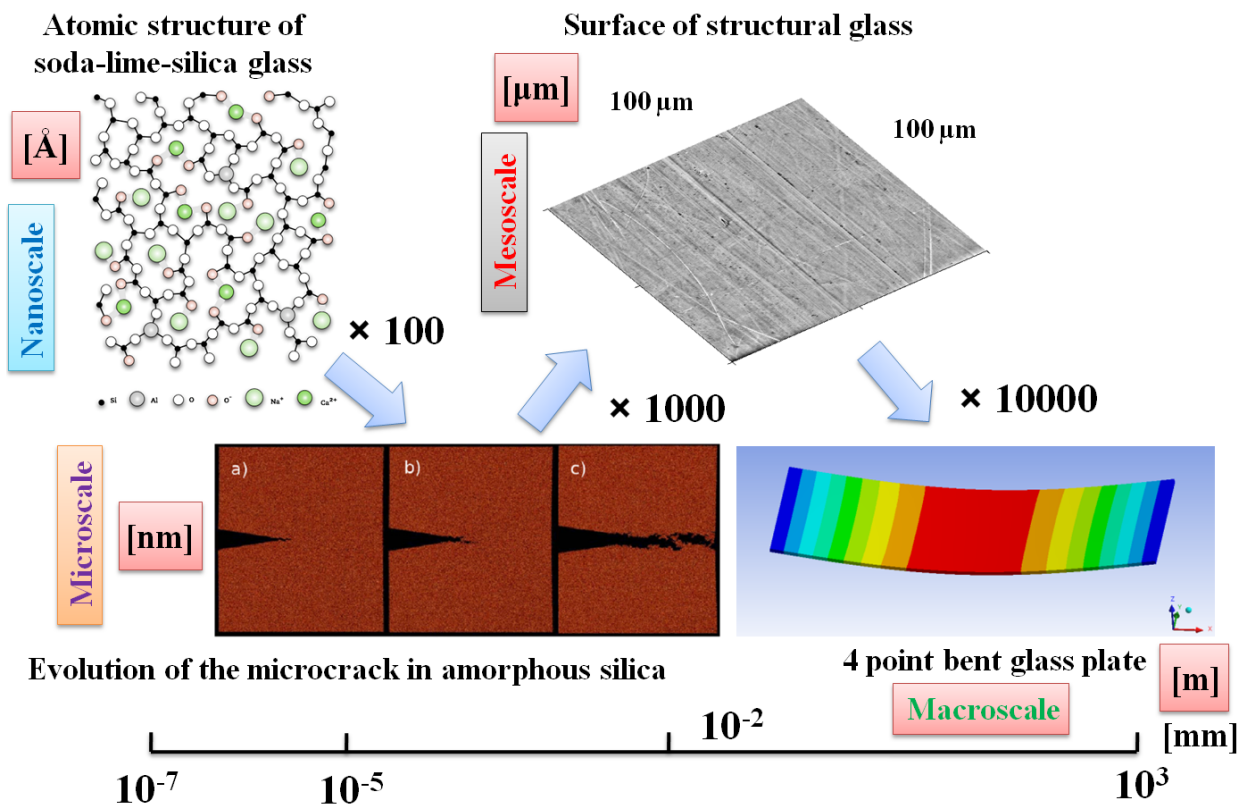 Atomic structure of
soda-lime-silica glass
[Å]
Nanoscale
Si Al O O⁻ Na⁺ Ca²⁺
× 100
Surface of structural glass
[µm]
Mesoscale
100 µm
100 µm
× 1000
× 10000
Microscale
[nm]
a)
b)
c)
Evolution of the microcrack in amorphous silica
Z
Y
X
4 point bent glass plate
Macroscale
[m]
[mm]
10⁻⁷
10⁻⁵
10⁻²
10³